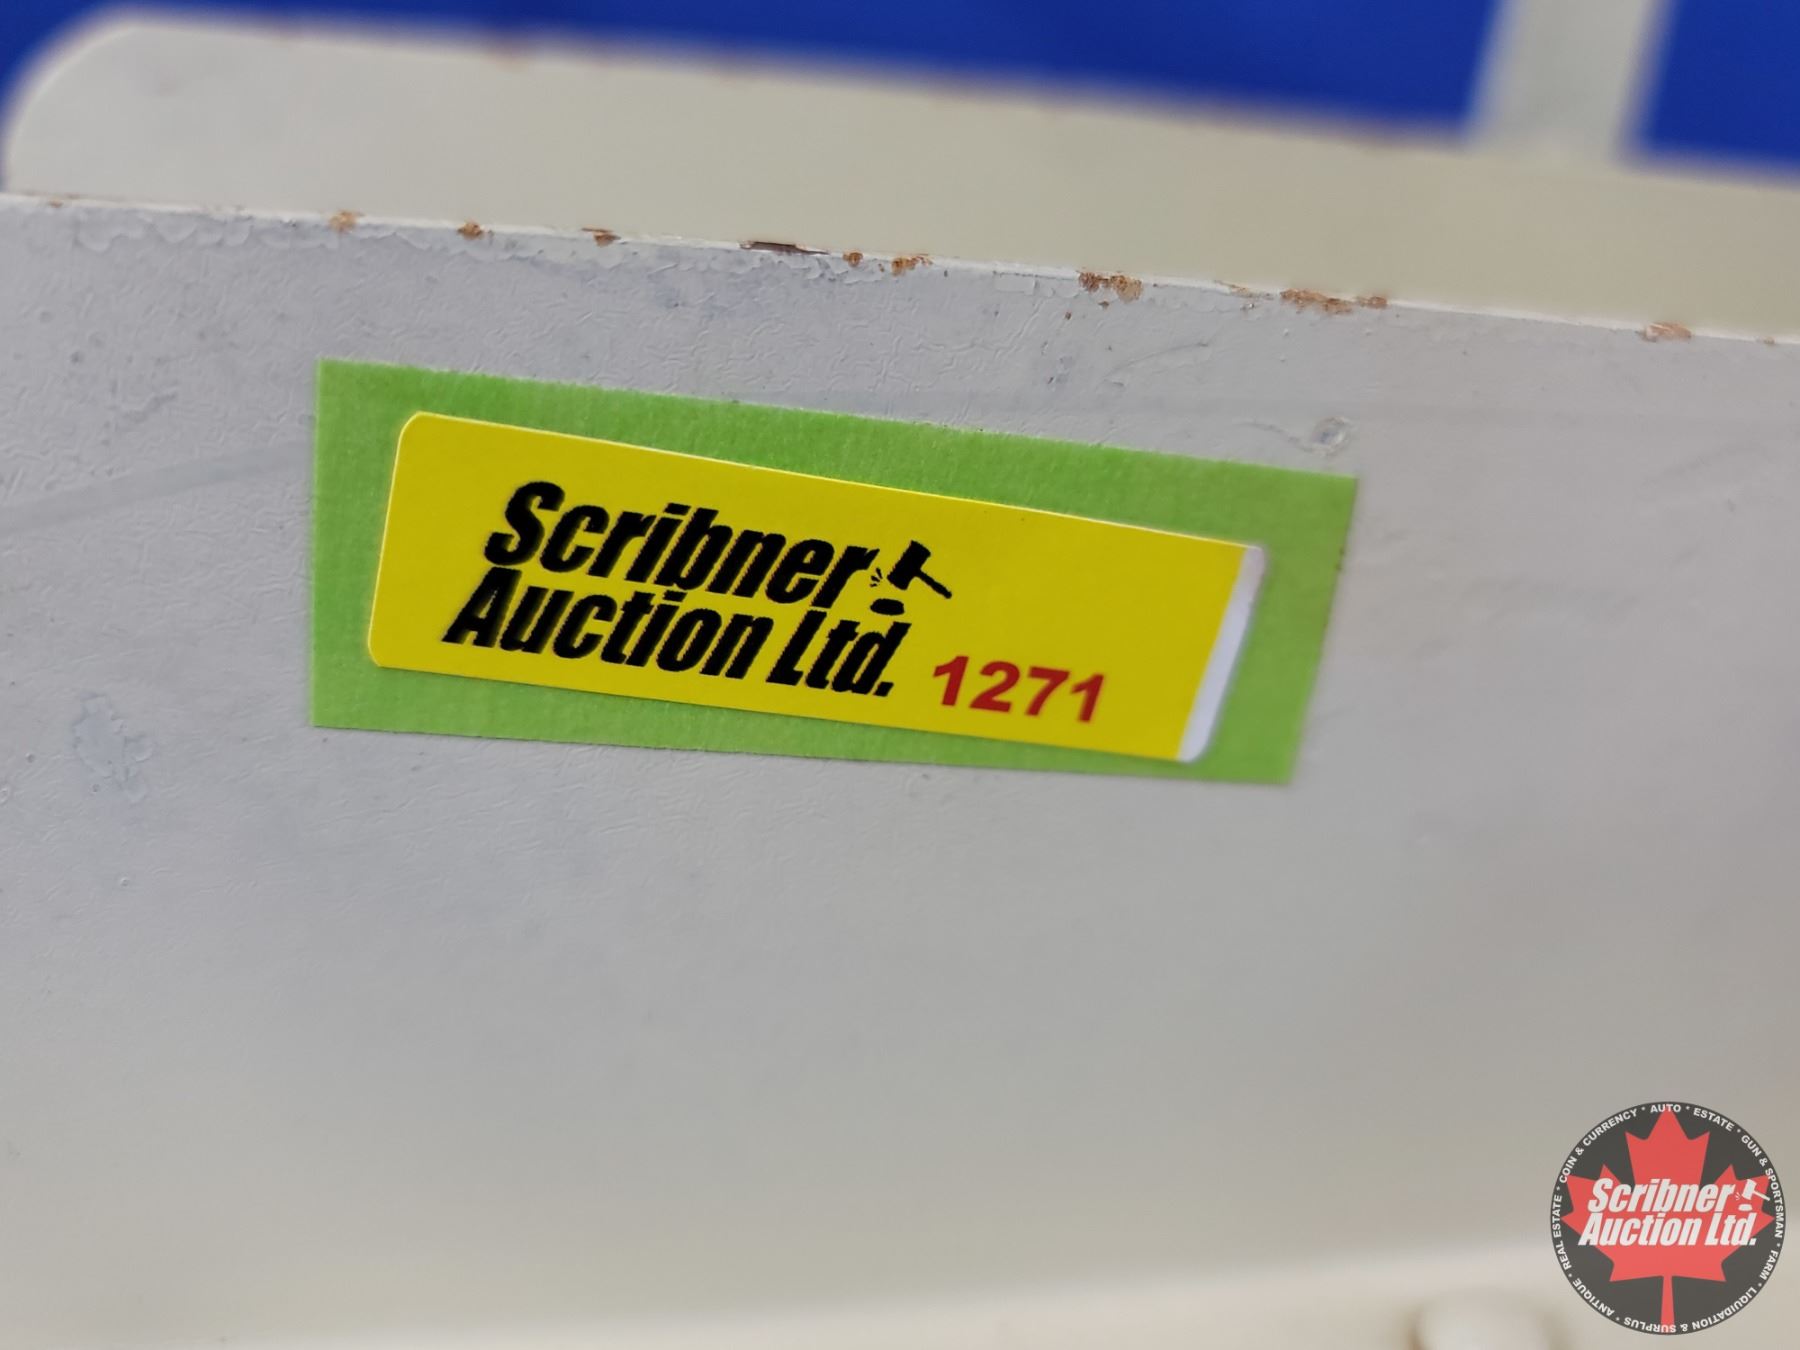 Scribner
Auction Ltd.
1271
COIN & CURRENCY * AUTO * ESTATE * GUN & SPORTSMAN * FARM * LIQUIDATION & SURPLUS * ANTIQUE * REAL ESTATE *
Scribner
Auction Ltd.